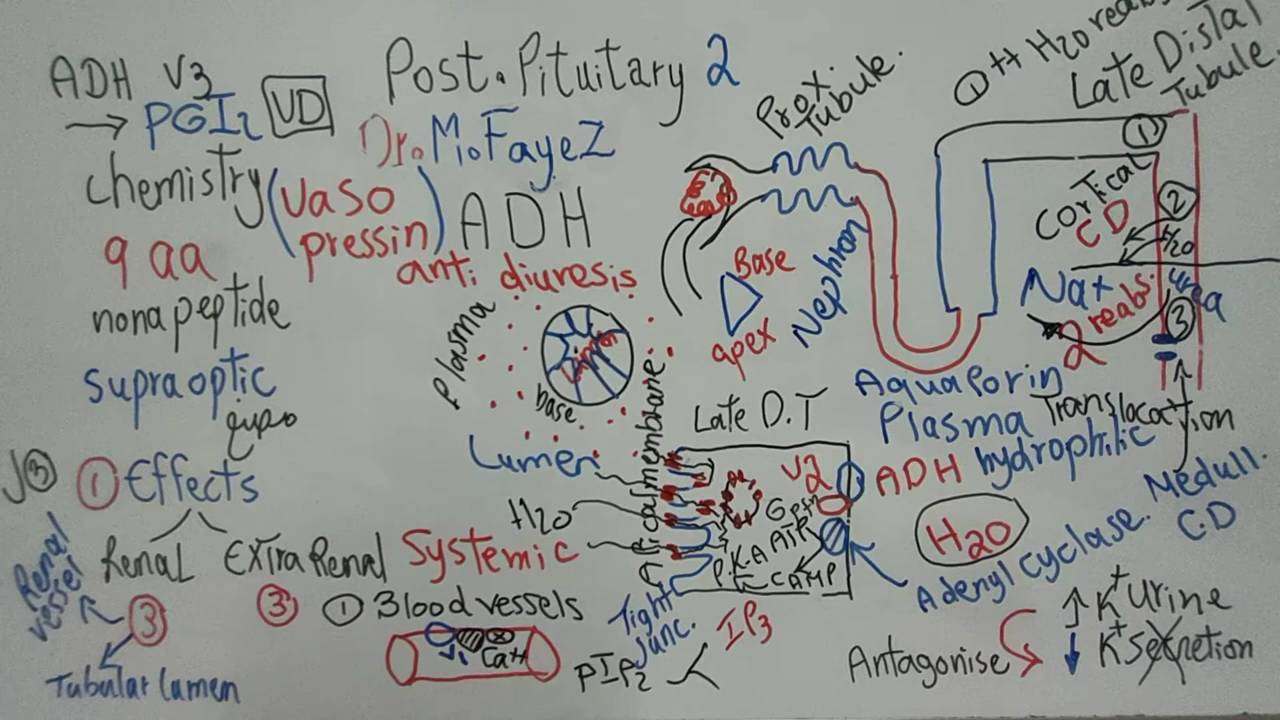 ADH V3
→ PGI2 VD
Post. Pituitary 2
Dr. M. Fayez
chemistry
(vaso
pressin)
ADH
anti diuresis
9 aa
nonapeptide
supraoptic
Effects
①
Renal
Extra Renal
Systemic
Renal
vessel
③
Tubular lumen
③ ① Blood vessels
V1 Ca++
PIP2
IP3
Plasma
base
Lumen
H2O
Apical membrane
Tight
junc.
Late D.T
V2
ATP
P.K.A
CAMP
Prox
Tubule.
Nephron
Base
apex
① ++ H2O reabs
Late Distal
Tubule.
①
②
Cortical
CD
H2O
urea
③
Na+
2 reabs.
Aquaporin
Plasma Translocation
ADH hydrophilic
H2O
Adenyl cyclase.
Medull.
C.D
↑ K+ Urine
Antagonise ↓ K+ Secretion